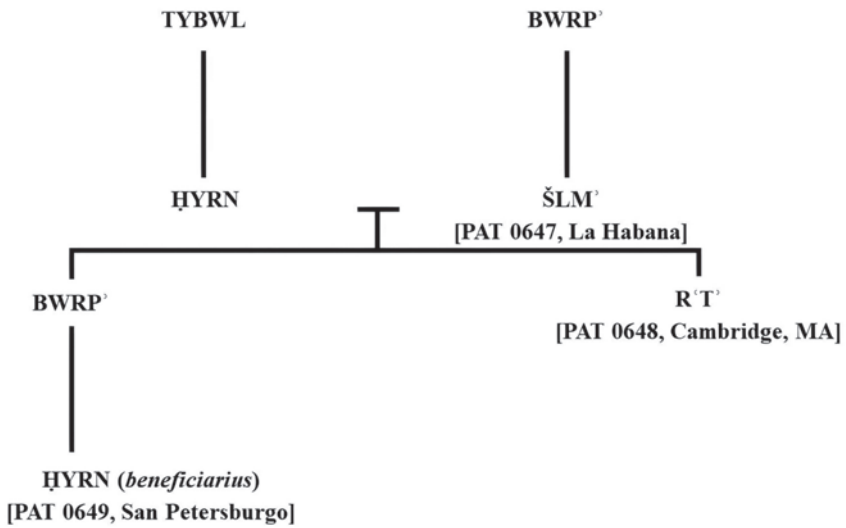 TYBWL
BWRPʾ
ḤYRN
ŠLMʾ
[PAT 0647, La Habana]
BWRPʾ
RʿTʾ
[PAT 0648, Cambridge, MA]
ḤYRN (beneficiarius)
[PAT 0649, San Petersburgo]